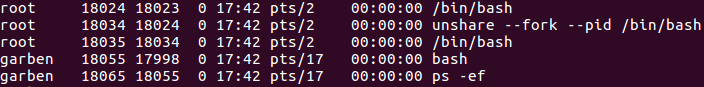 root     18024 18023  0 17:42 pts/2    00:00:00 /bin/bash
root     18034 18024  0 17:42 pts/2    00:00:00 unshare --fork --pid /bin/bash
root     18035 18034  0 17:42 pts/2    00:00:00 /bin/bash
garben   18055 17998  0 17:42 pts/17   00:00:00 bash
garben   18065 18055  0 17:42 pts/17   00:00:00 ps -ef